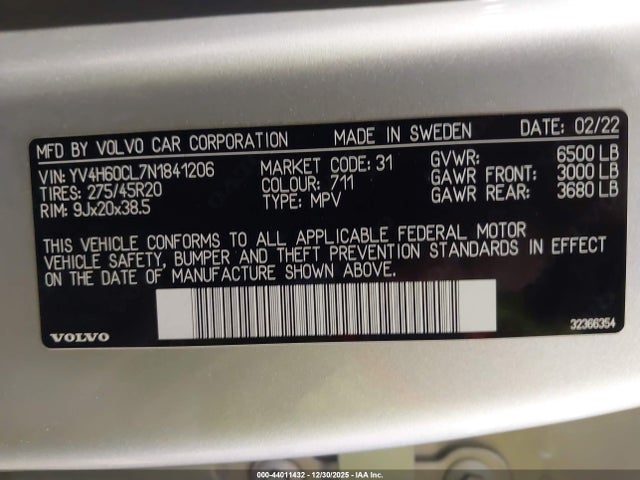 MFD BY VOLVO CAR CORPORATION MADE IN SWEDEN DATE: 02/22
VIN: YV4H60CL7N1841206 MARKET CODE: 31 GVWR: 6500 LB
TIRES: 275/45R20 COLOUR: 711 GAWR FRONT: 3000 LB
RIM: 9Jx20x38.5 TYPE: MPV GAWR REAR: 3680 LB
THIS VEHICLE CONFORMS TO ALL APPLICABLE FEDERAL MOTOR
VEHICLE SAFETY, BUMPER AND THEFT PREVENTION STANDARDS IN EFFECT
ON THE DATE OF MANUFACTURE SHOWN ABOVE.
VOLVO 32366354
000-44011432 - 12/30/2025 - IAA Inc.